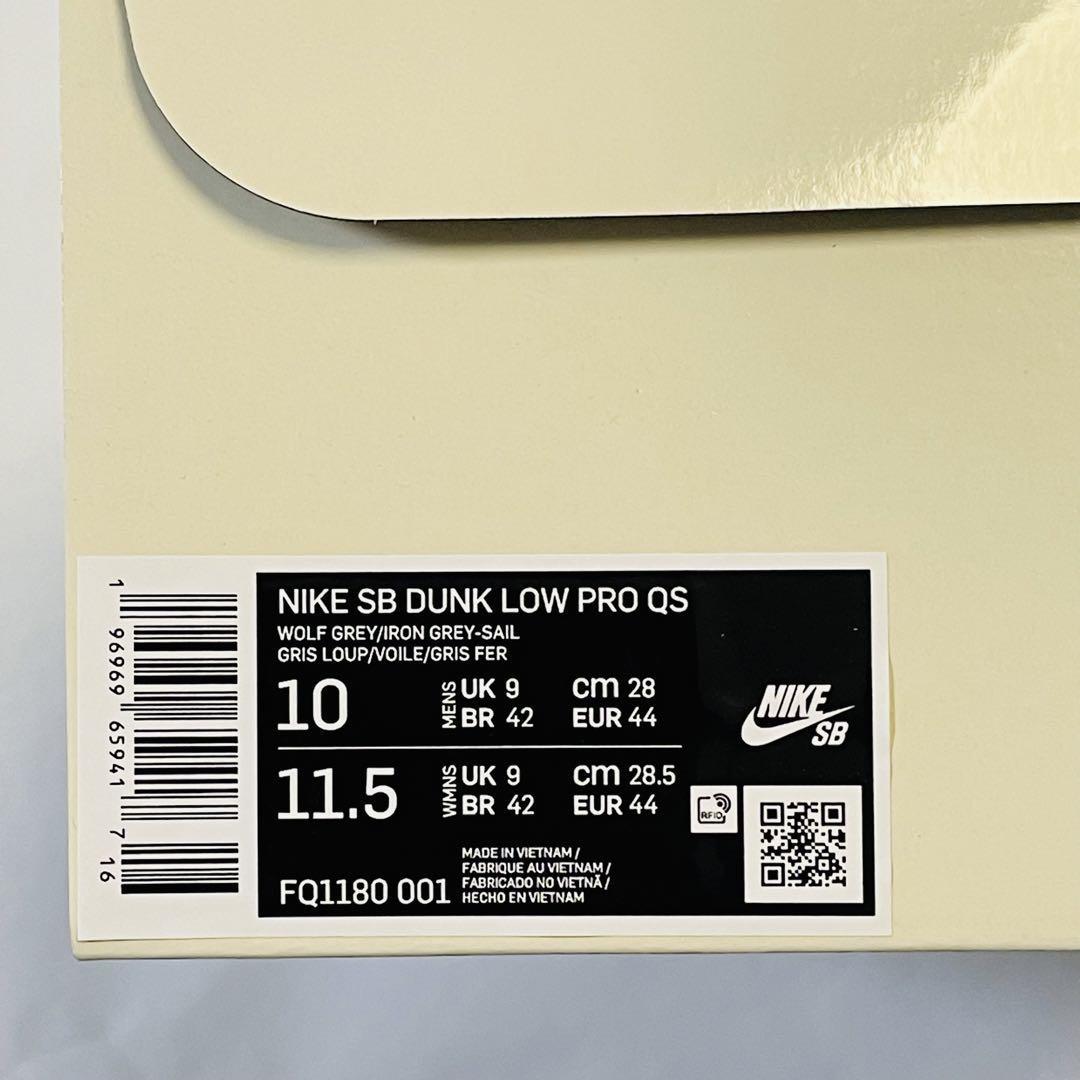 1 96969 65941 7 16
NIKE SB DUNK LOW PRO QS
WOLF GREY/IRON GREY-SAIL
GRIS LOUP/VOILE/GRIS FER
10 MENS UK 9 cm 28
BR 42 EUR 44
11.5 WMNS UK 9 cm 28.5
BR 42 EUR 44
NIKE
SB
RFID
MADE IN VIETNAM /
FABRIQUE AU VIETNAM /
FABRICADO NO VIETNÃ /
HECHO EN VIETNAM
FQ1180 001